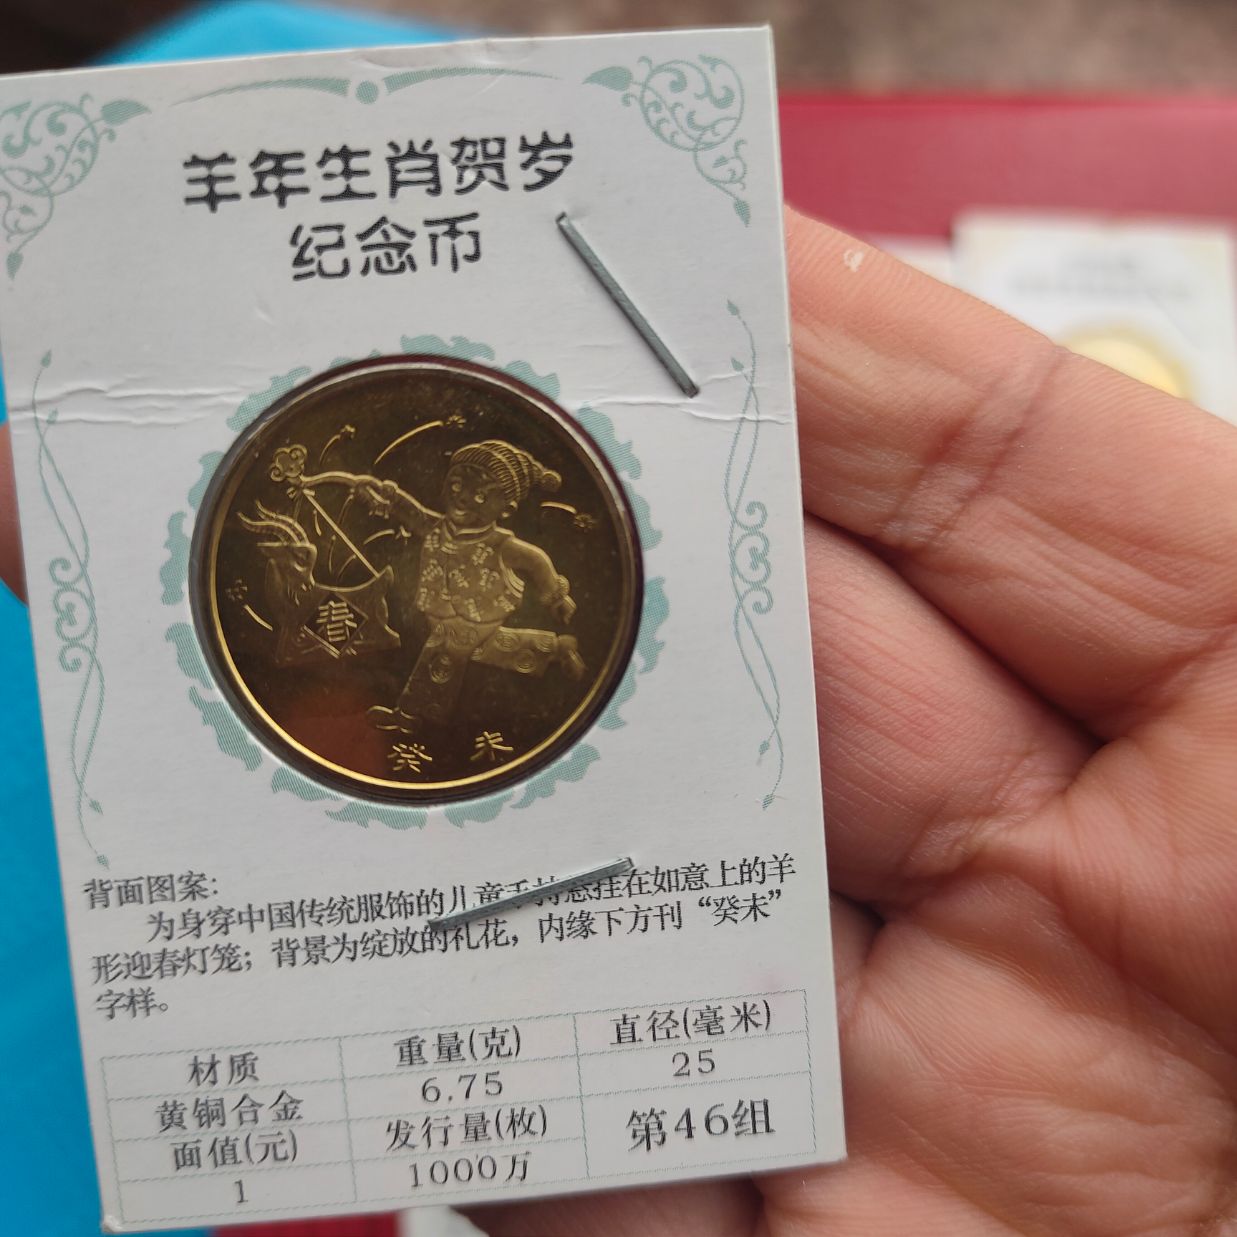 羊年生肖贺岁
纪念币
春
癸未
背面图案：
为身穿中国传统服饰的儿童手持悬挂在如意上的羊
形迎春灯笼；背景为绽放的礼花，内缘下方刊“癸未”
字样。
材质 重量(克) 直径(毫米)
黄铜合金 6.75 25
面值(元) 发行量(枚) 第46组
1 1000万